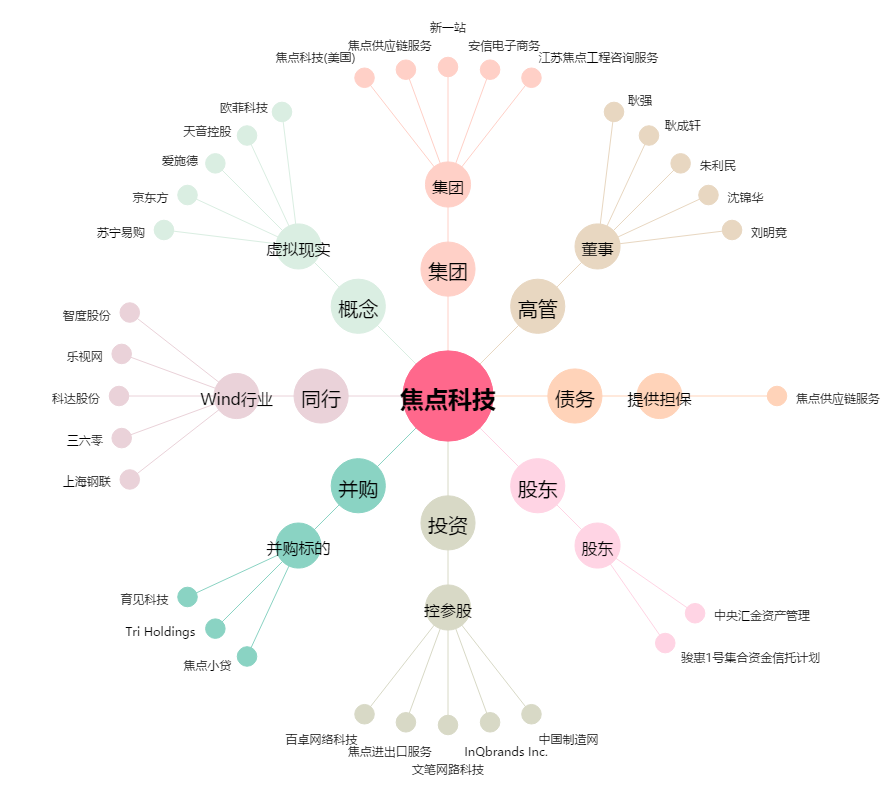 新一站
焦点供应链服务
安信电子商务
焦点科技(美国)
江苏焦点工程咨询服务
集团
集团
欧菲科技
天音控股
爱施德
京东方
苏宁易购
虚拟现实
概念
耿强
耿成轩
朱利民
沈锦华
刘明竞
董事
高管
智度股份
乐视网
科达股份
三六零
上海钢联
Wind行业
同行
焦点科技
债务
提供担保
焦点供应链服务
并购
并购标的
育见科技
Tri Holdings
焦点小贷
投资
控参股
百卓网络科技
焦点进出口服务
文笔网路科技
InQbrands Inc.
中国制造网
股东
股东
中央汇金资产管理
骏惠1号集合资金信托计划